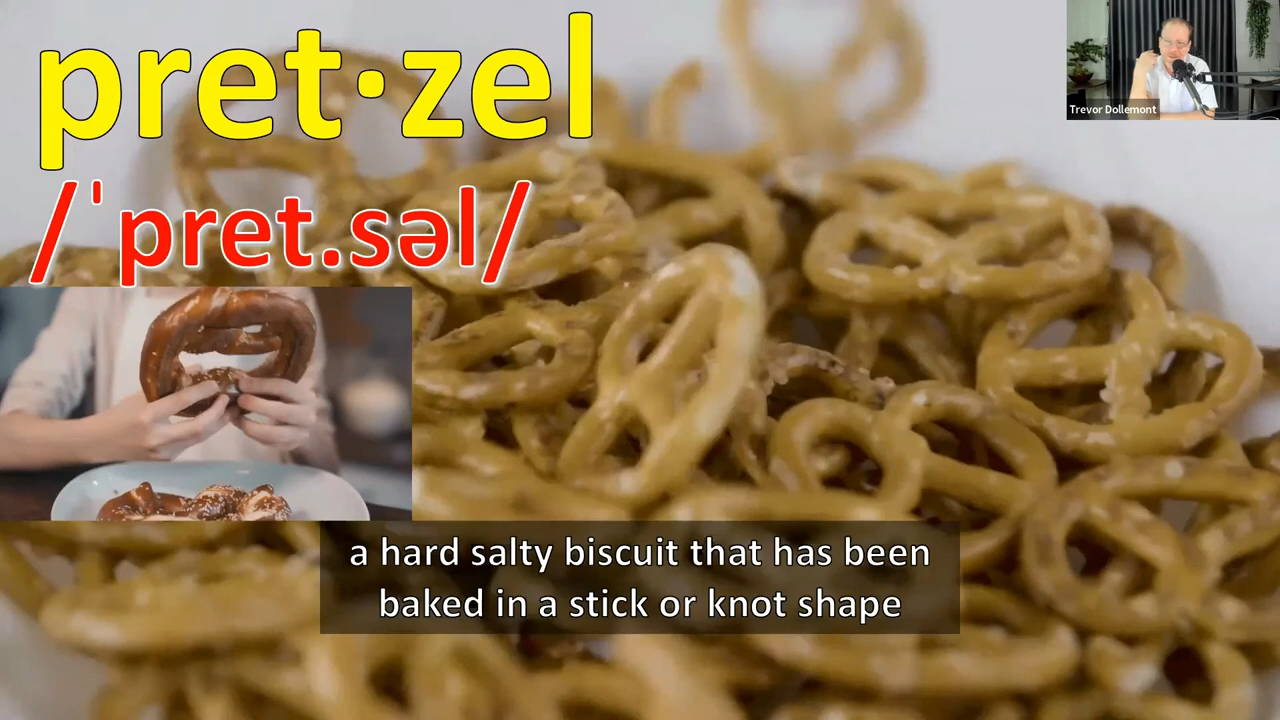 pret·zel
/ˈpret.səl/
Trevor Dollemont
a hard salty biscuit that has been
baked in a stick or knot shape